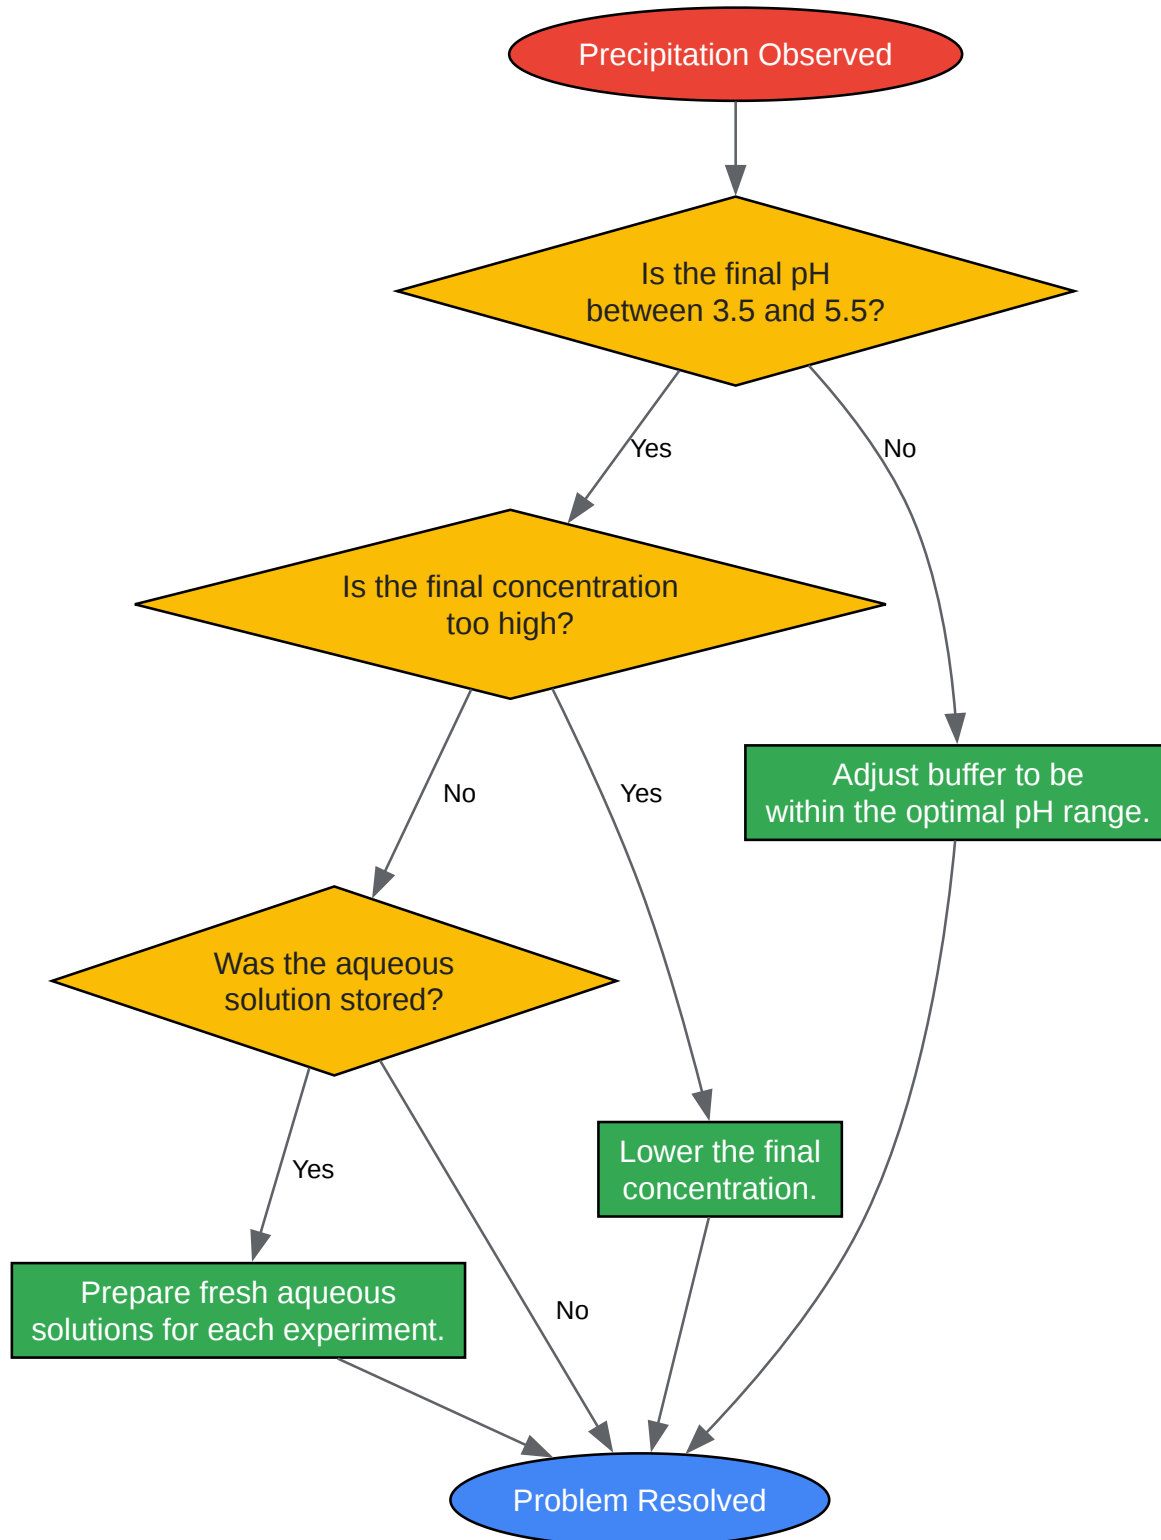 Precipitation Observed
Is the final pH
between 3.5 and 5.5?
Yes
No
Is the final concentration
too high?
No
Yes
Adjust buffer to be
within the optimal pH range.
Was the aqueous
solution stored?
Yes
No
Lower the final
concentration.
Prepare fresh aqueous
solutions for each experiment.
Problem Resolved